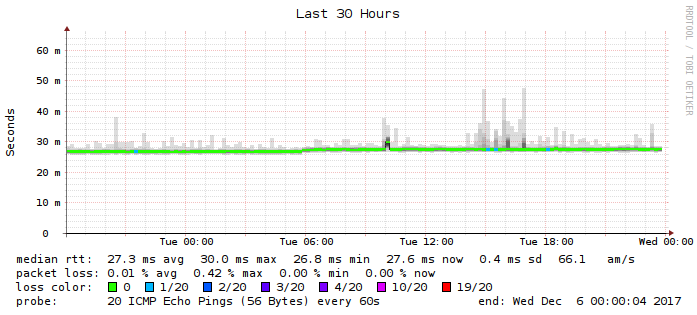 Last 30 Hours
RRDTOOL / TOBI OETIKER
Seconds
60 m
50 m
40 m
30 m
20 m
10 m
0
Tue 00:00 Tue 06:00 Tue 12:00 Tue 18:00 Wed 00:00
median rtt: 27.3 ms avg 30.0 ms max 26.8 ms min 27.6 ms now 0.4 ms sd 66.1 am/s
packet loss: 0.01 % avg 0.42 % max 0.00 % min 0.00 % now
loss color: 0 1/20 2/20 3/20 4/20 10/20 19/20
probe: 20 ICMP Echo Pings (56 Bytes) every 60s end: Wed Dec 6 00:00:04 2017